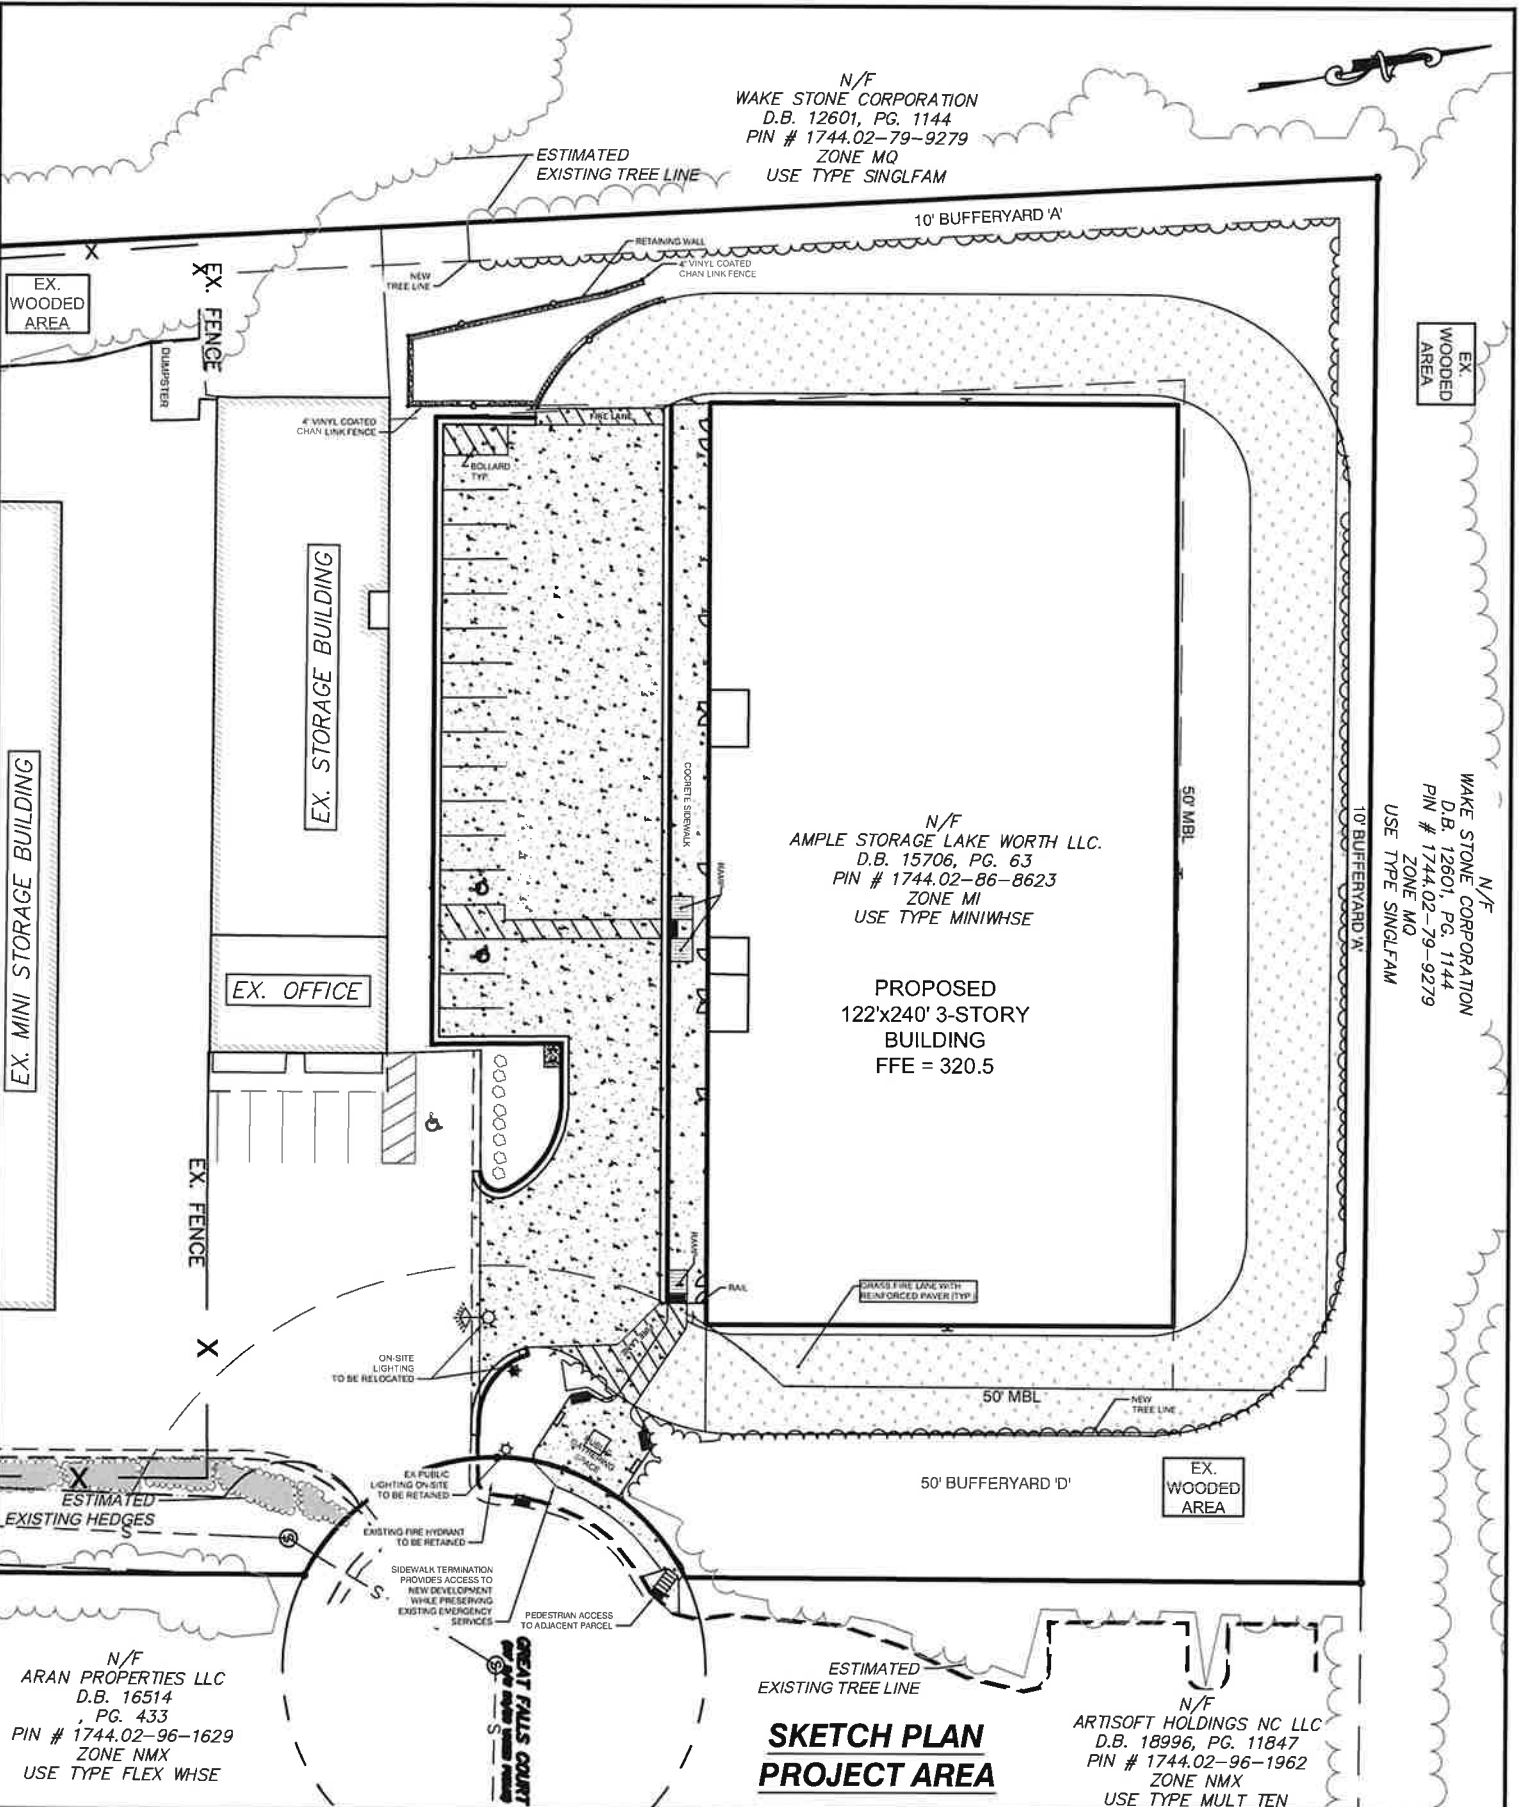 N/F
WAKE STONE CORPORATION
D.B. 12601, PG. 1144
PIN # 1744.02-79-9279
ZONE MQ
USE TYPE SINGLFAM
ESTIMATED
EXISTING TREE LINE
10' BUFFERYARD 'A'
RETAINING WALL
4' VINYL COATED
CHAN LINK FENCE
NEW
TREE LINE
X
X
EX. FENCE
EX.
WOODED
AREA
DUMPSTER
4' VINYL COATED
CHAN LINK FENCE
FIRE LANE
BOLLARD
TYP.
EX.
WOODED
AREA
EX. STORAGE BUILDING
EX. MINI STORAGE BUILDING
EX. OFFICE
COCRETE SIDEWALK
RAMP
50' MBL
10' BUFFERYARD 'A'
N/F
WAKE STONE CORPORATION
D.B. 12601, PG. 1144
PIN # 1744.02-79-9279
ZONE MQ
USE TYPE SINGLFAM
N/F
AMPLE STORAGE LAKE WORTH LLC.
D.B. 15706, PG. 63
PIN # 1744.02-86-8623
ZONE MI
USE TYPE MINIWHSE
PROPOSED
122'x240' 3-STORY
BUILDING
FFE = 320.5
EX. FENCE
X
RAMP
RAIL
GRASS FIRE LANE WITH
REINFORCED PAVER (TYP.)
FIRE LANE
ON-SITE
LIGHTING
TO BE RELOCATED
50' MBL
NEW
TREE LINE
PUBLIC
GATHERING
SPACE
50' BUFFERYARD 'D'
EX.
WOODED
AREA
X
ESTIMATED
EXISTING HEDGES
S
S
S
EX PUBLIC
LIGHTING ON-SITE
TO BE RETAINED
EXISTING FIRE HYDRANT
TO BE RETAINED
SIDEWALK TERMINATION
PROVIDES ACCESS TO
NEW DEVELOPMENT
WHILE PRESERVING
EXISTING EMERGENCY
SERVICES
PEDESTRIAN ACCESS
TO ADJACENT PARCEL
S
S
GREAT FALLS COURT
N/F
ARAN PROPERTIES LLC
D.B. 16514
, PG. 433
PIN # 1744.02-96-1629
ZONE NMX
USE TYPE FLEX WHSE
ESTIMATED
EXISTING TREE LINE
SKETCH PLAN
PROJECT AREA
N/F
ARTISOFT HOLDINGS NC LLC
D.B. 18996, PG. 11847
PIN # 1744.02-96-1962
ZONE NMX
USE TYPE MULT TEN